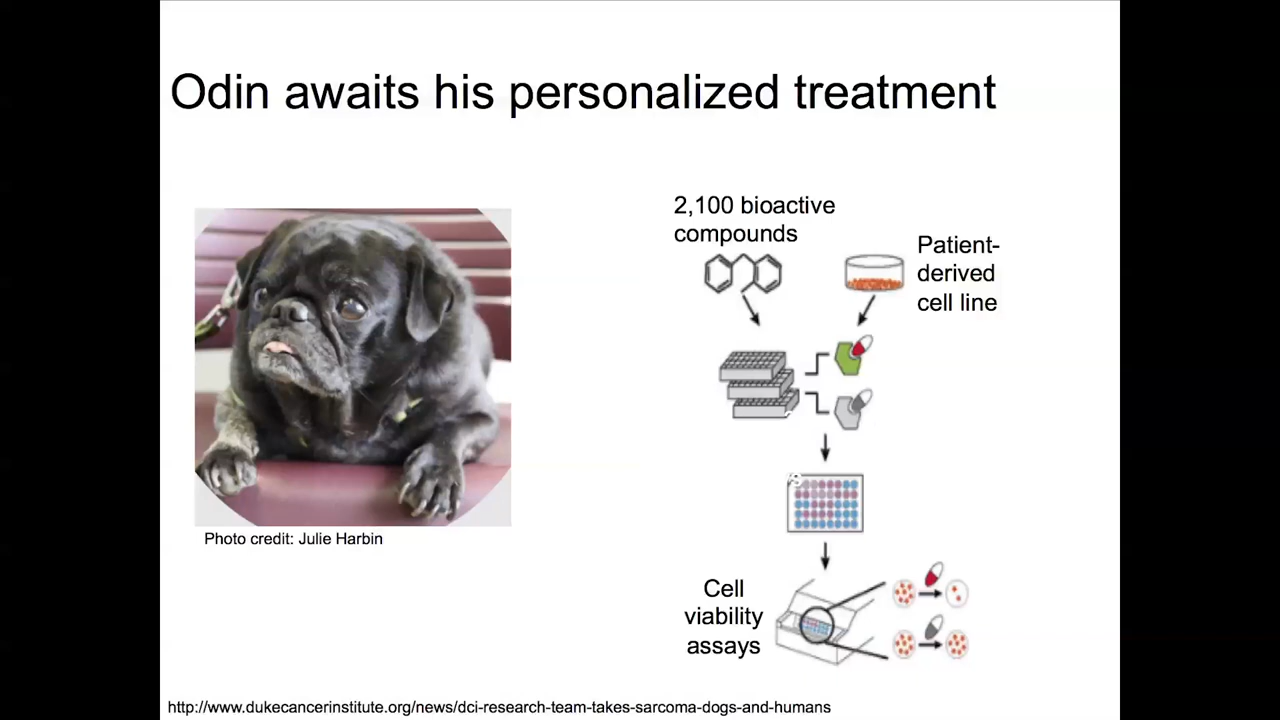 Odin awaits his personalized treatment
2,100 bioactive
compounds
Patient-
derived
cell line
Photo credit: Julie Harbin
Cell
viability
assays
http://www.dukecancerinstitute.org/news/dci-research-team-takes-sarcoma-dogs-and-humans